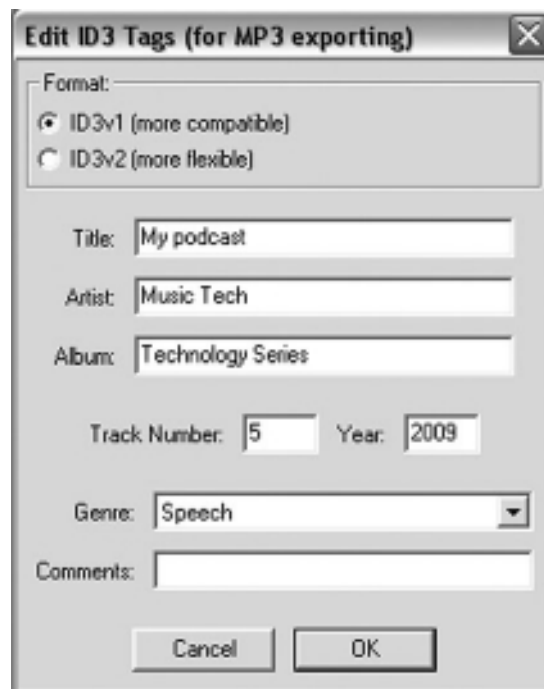 Edit ID3 Tags (for MP3 exporting)
Format:
ID3v1 (more compatible)
ID3v2 (more flexible)
Title: My podcast
Artist: Music Tech
Album: Technology Series
Track Number: 5 Year: 2009
Genre: Speech
Comments:
Cancel OK